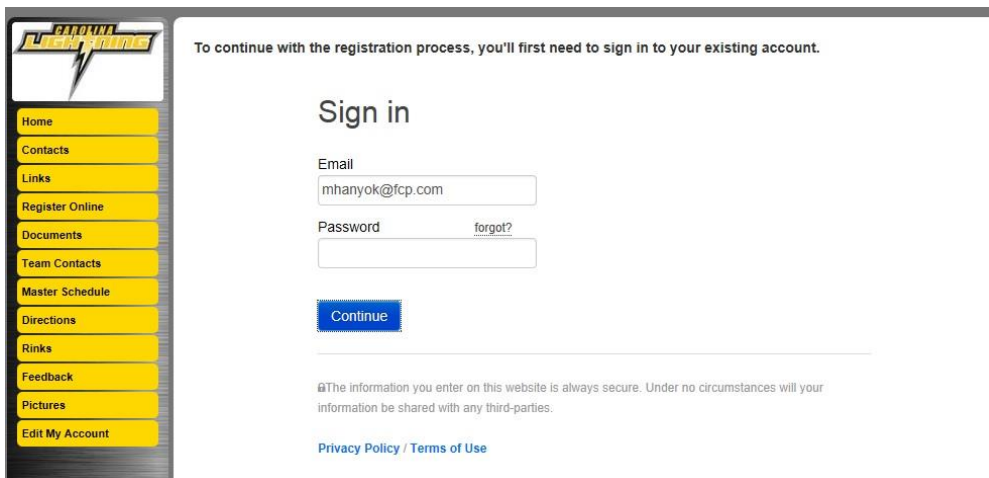 CAROLINA
LIGHTNING
Home
Contacts
Links
Register Online
Documents
Team Contacts
Master Schedule
Directions
Rinks
Feedback
Pictures
Edit My Account
To continue with the registration process, you'll first need to sign in to your existing account.
Sign in
Email
mhanyok@fcp.com
Password forgot?
Continue
The information you enter on this website is always secure. Under no circumstances will your
information be shared with any third-parties.
Privacy Policy / Terms of Use